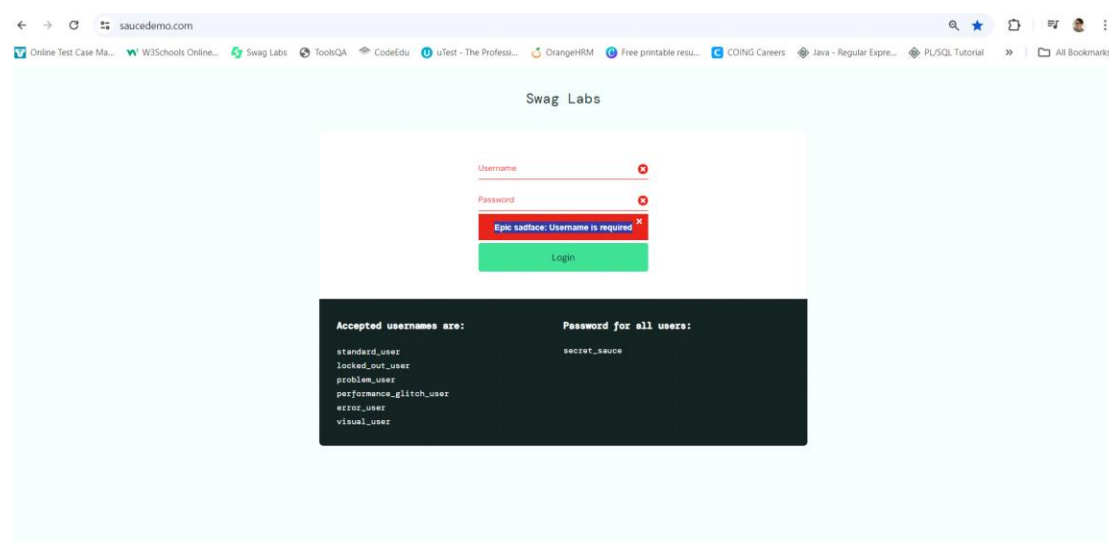 saucedemo.com
Online Test Case Ma... W3Schools Online... Swag Labs ToolsQA CodeEdu uTest - The Professi... OrangeHRM Free printable resu... COING Careers Java - Regular Expre... PL/SQL Tutorial » All Bookmarks
Swag Labs
Username
Password
Epic sadface: Username is required
Login
Accepted usernames are: Password for all users:
standard_user secret_sauce
locked_out_user
problem_user
performance_glitch_user
error_user
visual_user